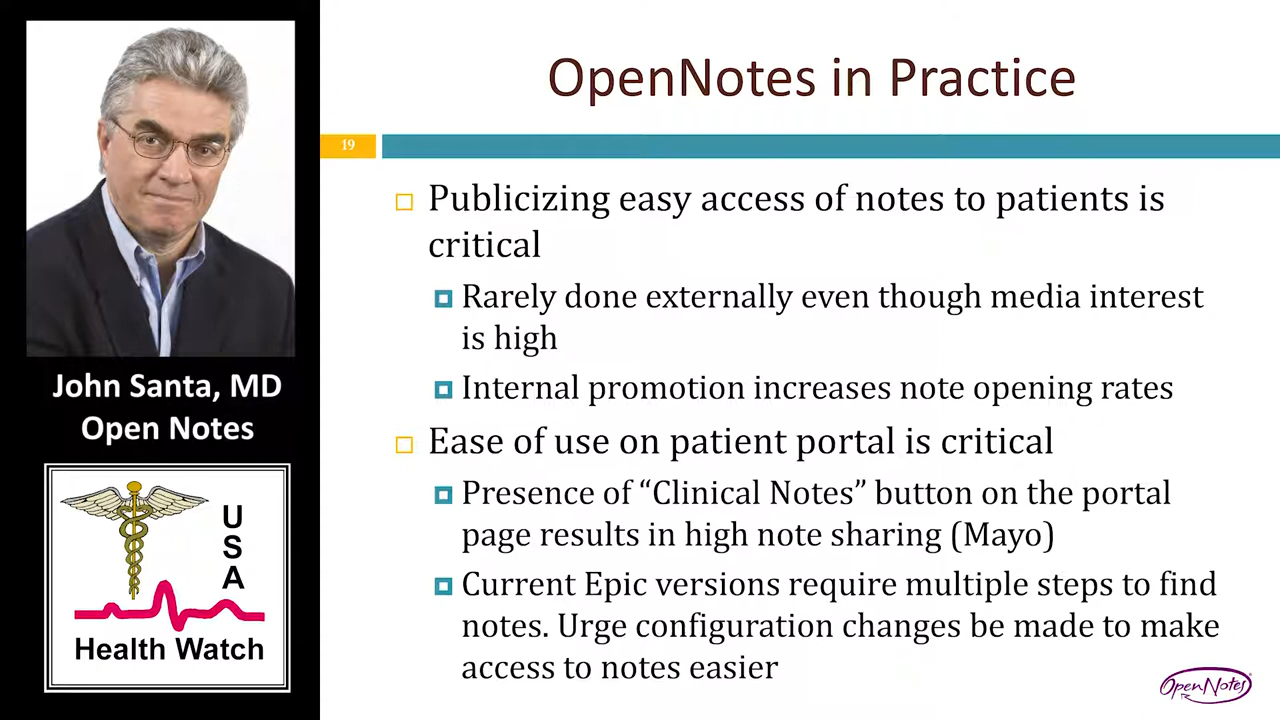 OpenNotes in Practice
19
Publicizing easy access of notes to patients is
critical
Rarely done externally even though media interest
is high
Internal promotion increases note opening rates
Ease of use on patient portal is critical
Presence of “Clinical Notes” button on the portal
page results in high note sharing (Mayo)
Current Epic versions require multiple steps to find
notes. Urge configuration changes be made to make
access to notes easier
John Santa, MD
Open Notes
U
S
A
Health Watch
OpenNotes